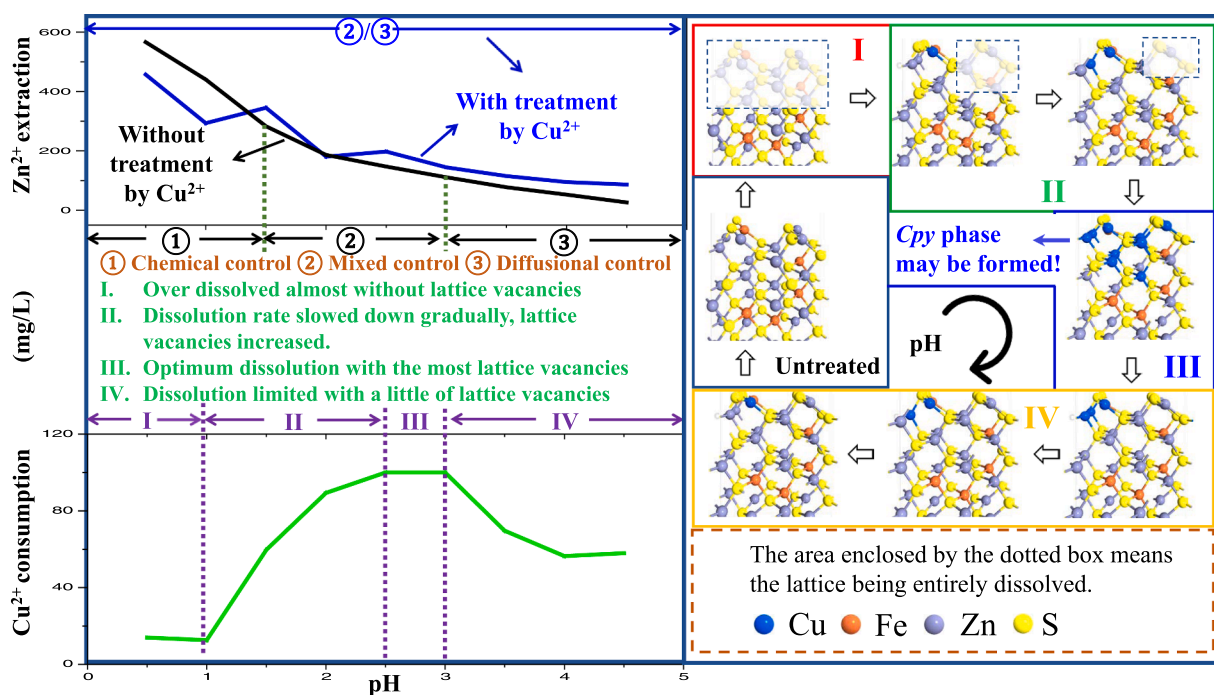 ②/③
600
400
200
0
Zn²⁺ extraction
With treatment
by Cu²⁺
Without
treatment
by Cu²⁺
① ② ③
① Chemical control ② Mixed control ③ Diffusional control
(mg/L)
I. Over dissolved almost without lattice vacancies
II. Dissolution rate slowed down gradually, lattice
vacancies increased.
III. Optimum dissolution with the most lattice vacancies
IV. Dissolution limited with a little of lattice vacancies
I II III IV
120
80
40
0
Cu²⁺ consumption
0 1 2 3 4 5
pH
I
II
Cpy phase
may be formed!
pH
Untreated
III
IV
The area enclosed by the dotted box means
the lattice being entirely dissolved.
Cu Fe Zn S